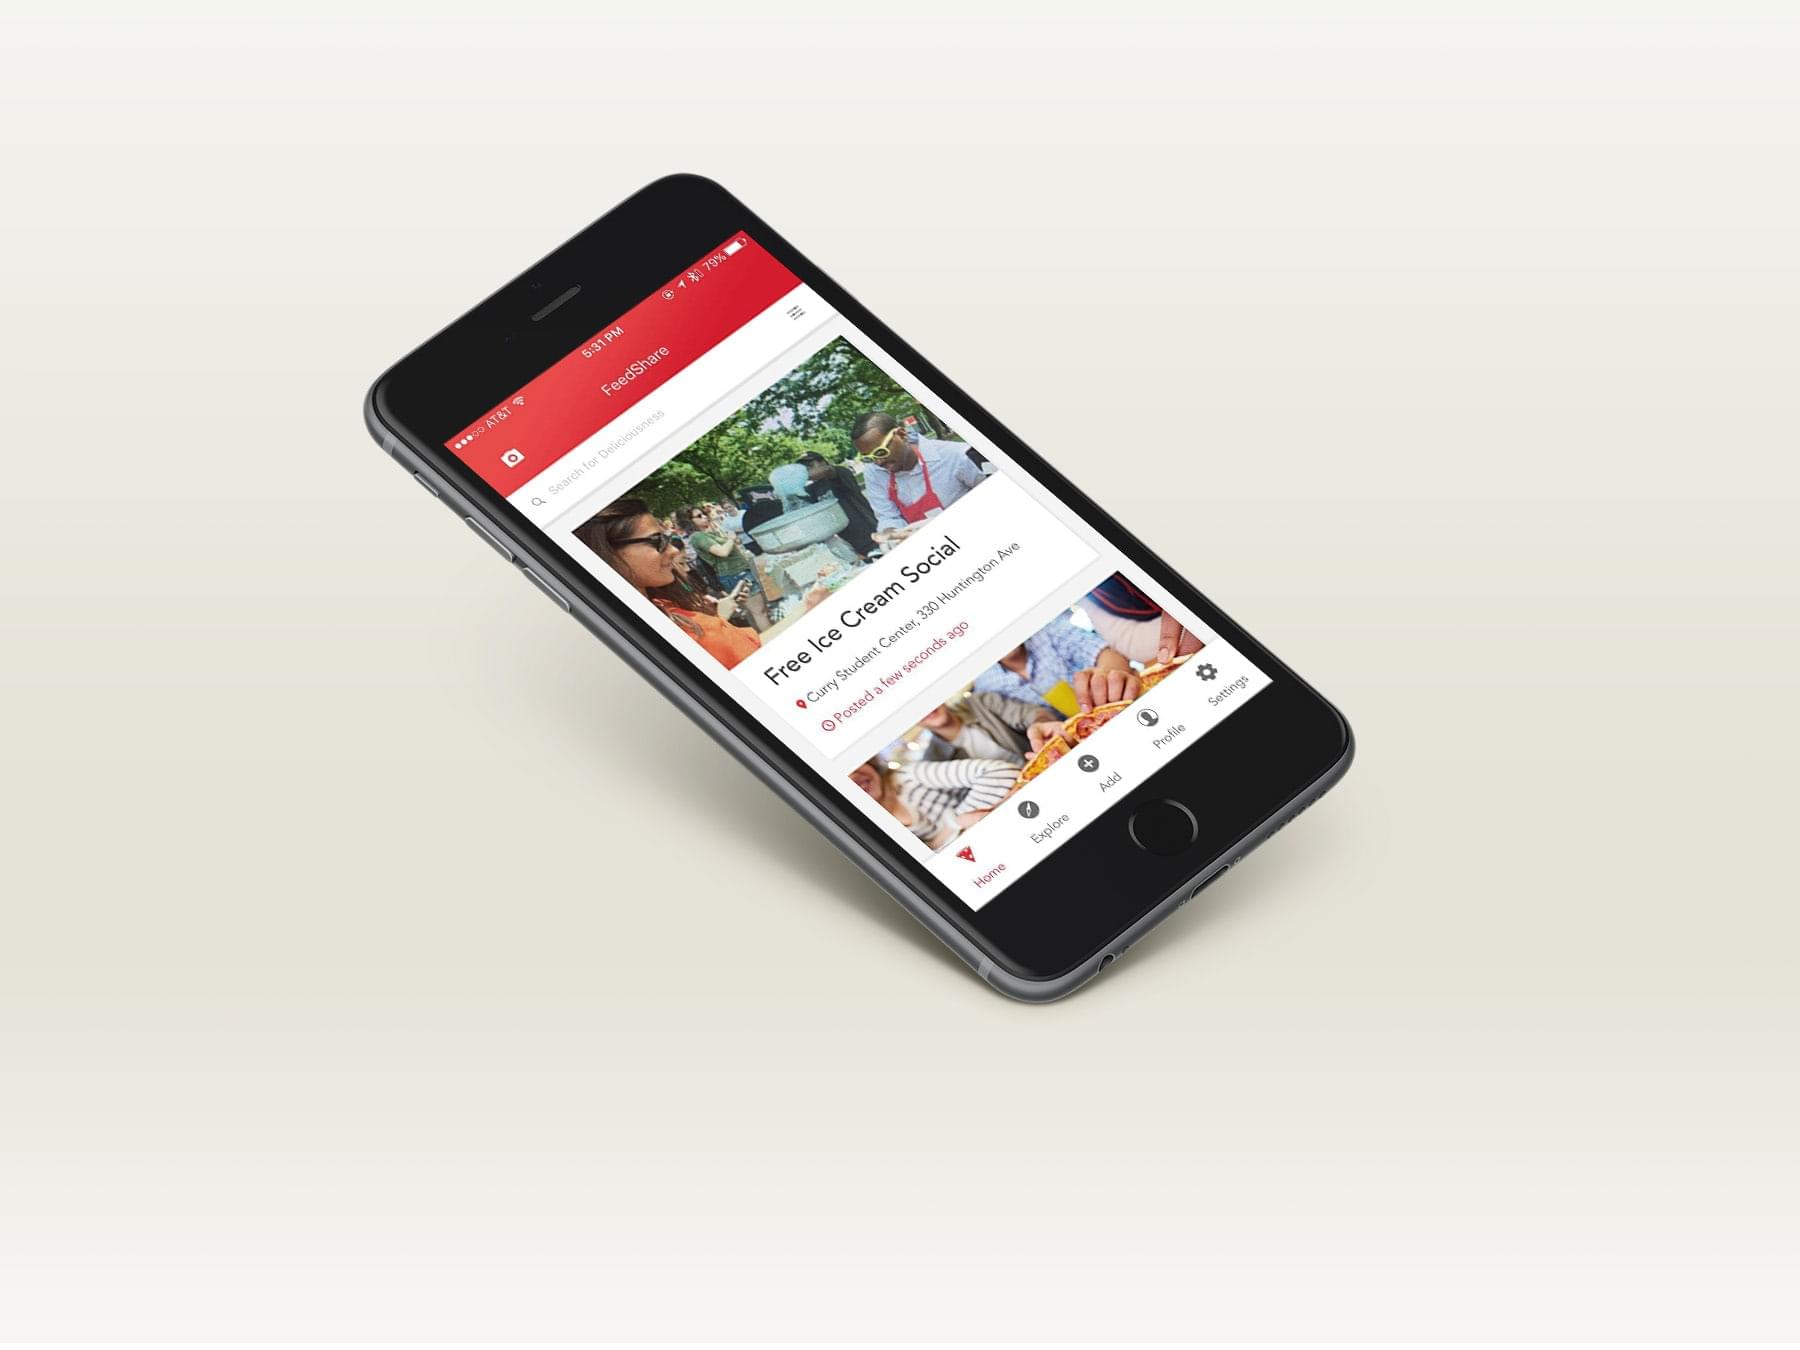 AT&T 5:31 PM 79%
FeedShare
Search for Deliciousness
Free Ice Cream Social
Curry Student Center, 330 Huntington Ave
Posted a few seconds ago
Home Explore Add Profile Settings